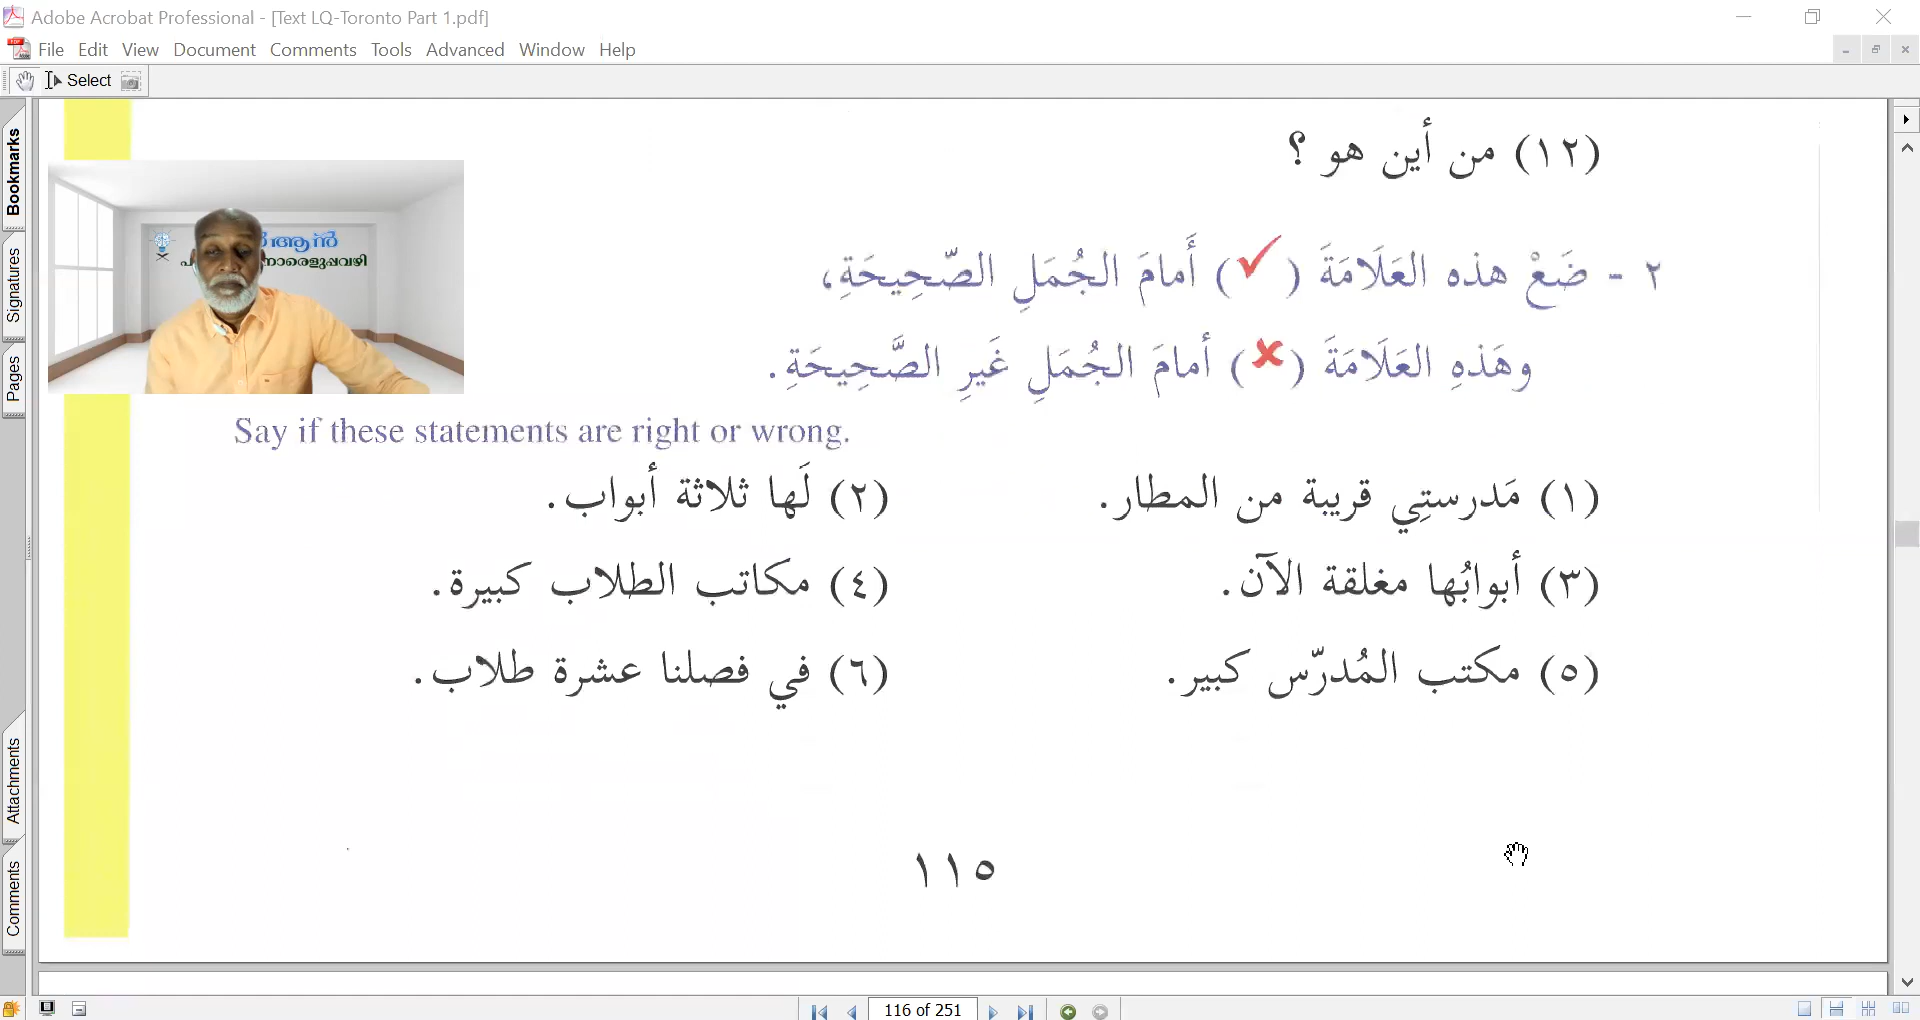 Adobe Acrobat Professional - [Text LQ-Toronto Part 1.pdf]
File Edit View Document Comments Tools Advanced Window Help
Select
Bookmarks
Signatures
Pages
Attachments
Comments
(١٢) من أين هو ؟
٢ - ضَعْ هذه العَلَامَةَ (✓) أَمامَ الجُمَلِ الصّحِيحَةِ،
وهَذهِ العَلَامَةَ (✗) أمامَ الجُمَلِ غَيرِ الصَّحِيحَةِ.
Say if these statements are right or wrong.
(١) مَدرستِي قريبة من المطار. (٢) لَها ثلاثة أبواب.
(٣) أبوابُها مغلقة الآن. (٤) مكاتب الطلاب كبيرة.
(٥) مكتب المُدرّس كبير. (٦) في فصلنا عشرة طلاب.
١١٥
116 of 251